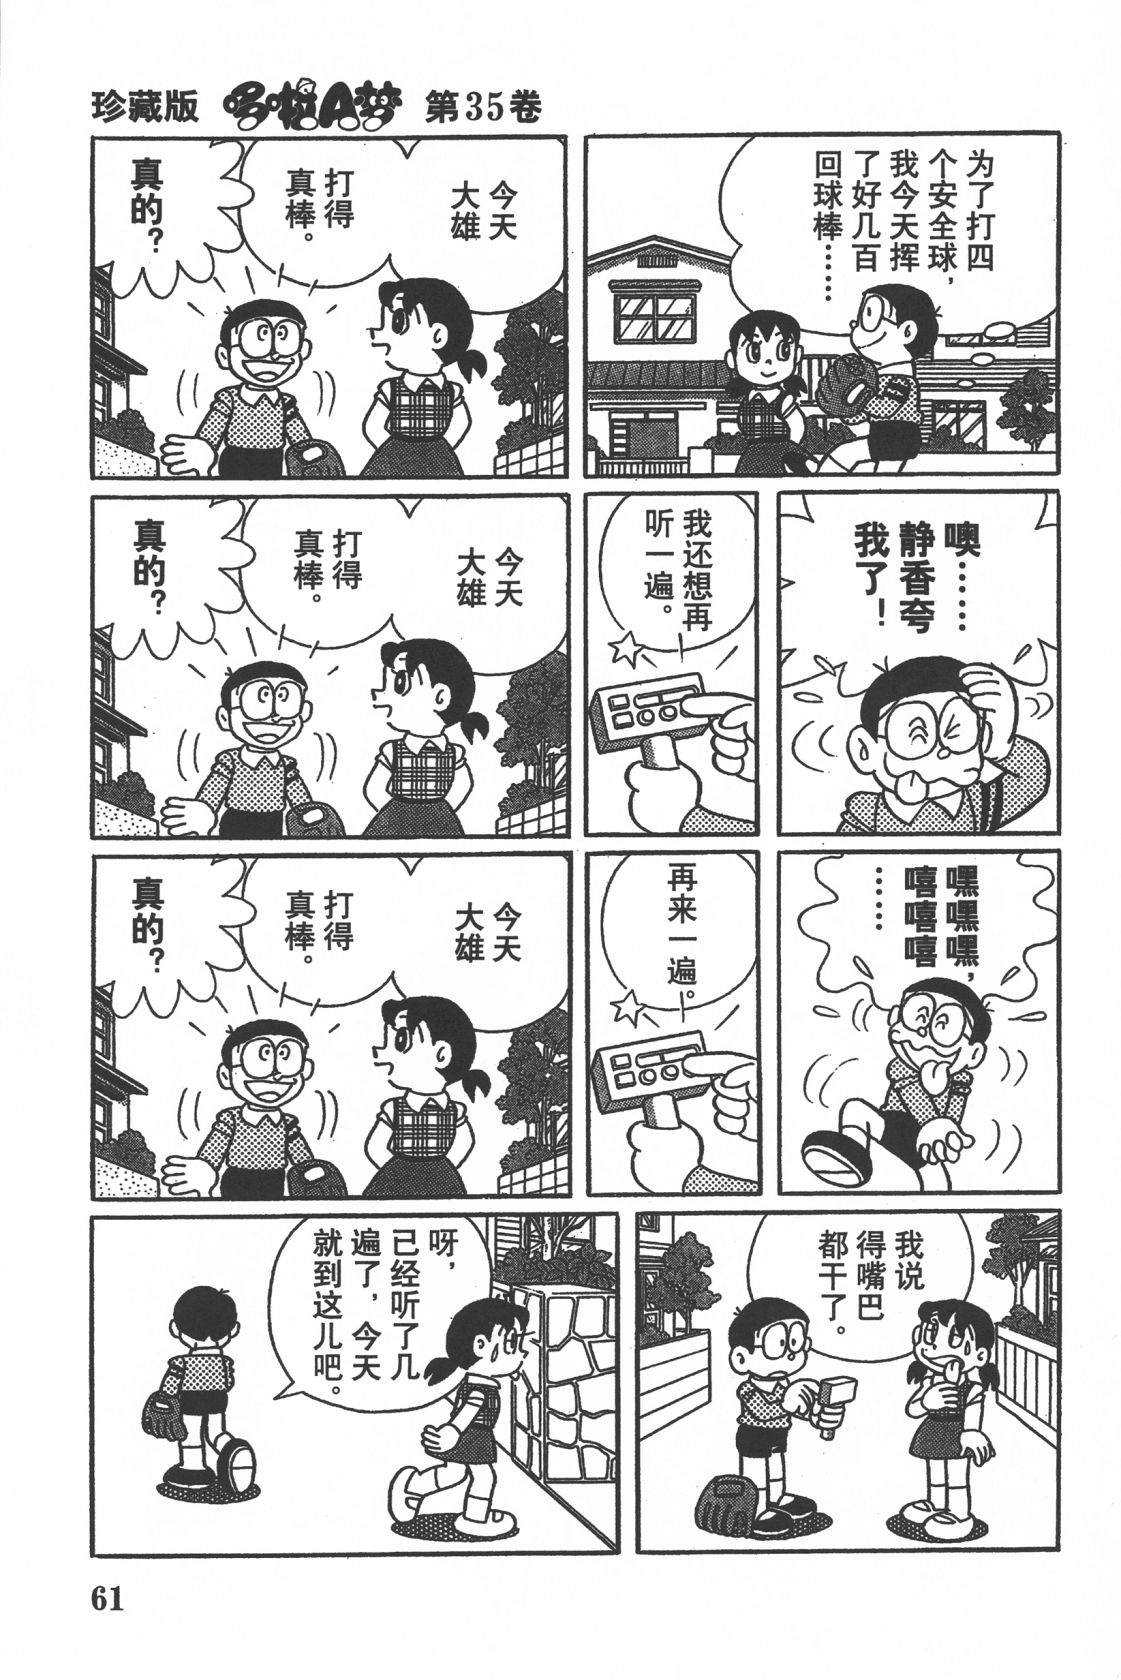 珍藏版 哆啦A梦 第35卷
为了打四
个安全球，
我今天挥
了好几百
回球棒……
今天
大雄
打得
真棒。
真的？
噢……
静香夸
我了！
我还想再
听一遍。
今天
大雄
打得
真棒。
真的？
嘿嘿嘿，
嘻嘻嘻
……
再来一遍。
今天
大雄
打得
真棒。
真的？
我说
得嘴巴
都干了。
呀，
已经听了几
遍了，今天
就到这儿吧。
61